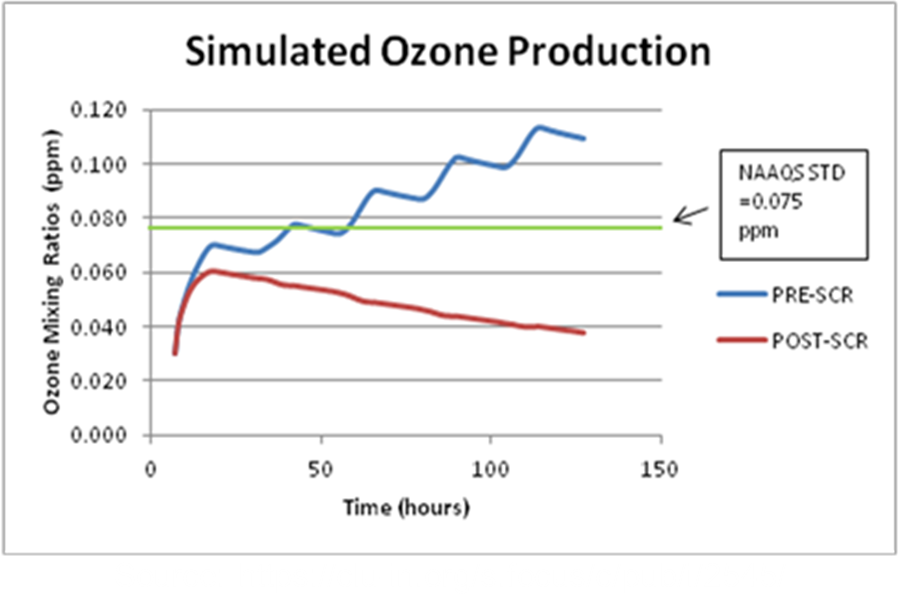 Simulated Ozone Production
Ozone Mixing Ratios (ppm)
0.120
0.100
0.080
0.060
0.040
0.020
0.000
0
50
100
150
Time (hours)
NAAQS STD
=0.075
ppm
PRE-SCR
POST-SCR